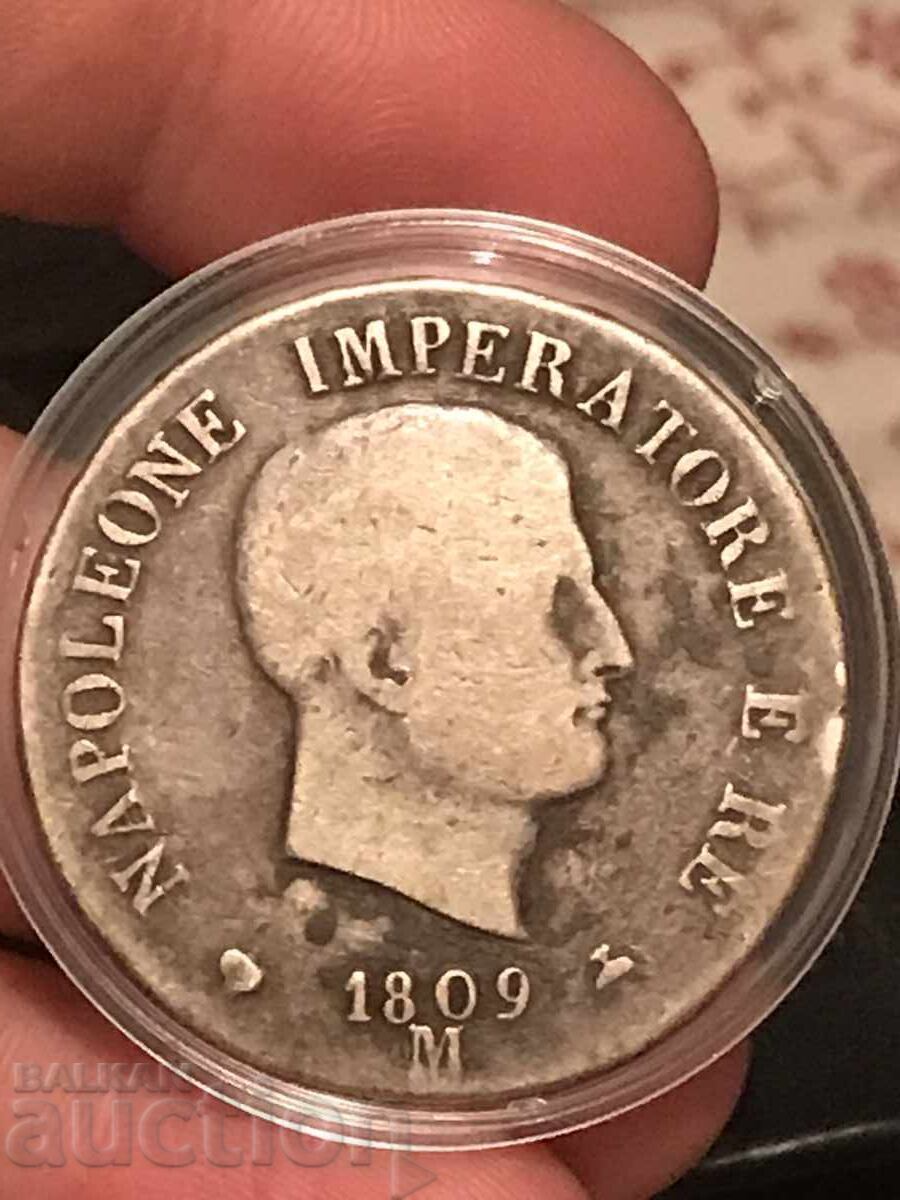 NAPOLEONE IMPERATORE E RE
1809
M
BALKAN
auction